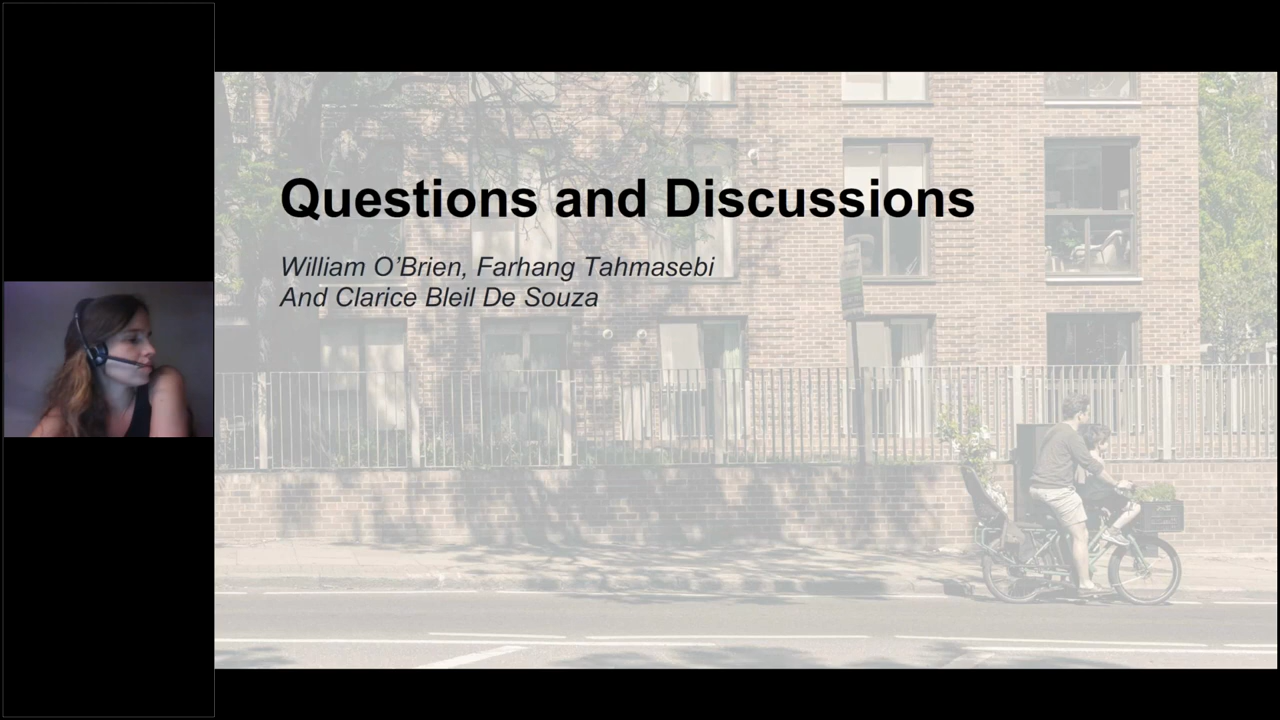 Questions and Discussions
William O’Brien, Farhang Tahmasebi
And Clarice Bleil De Souza